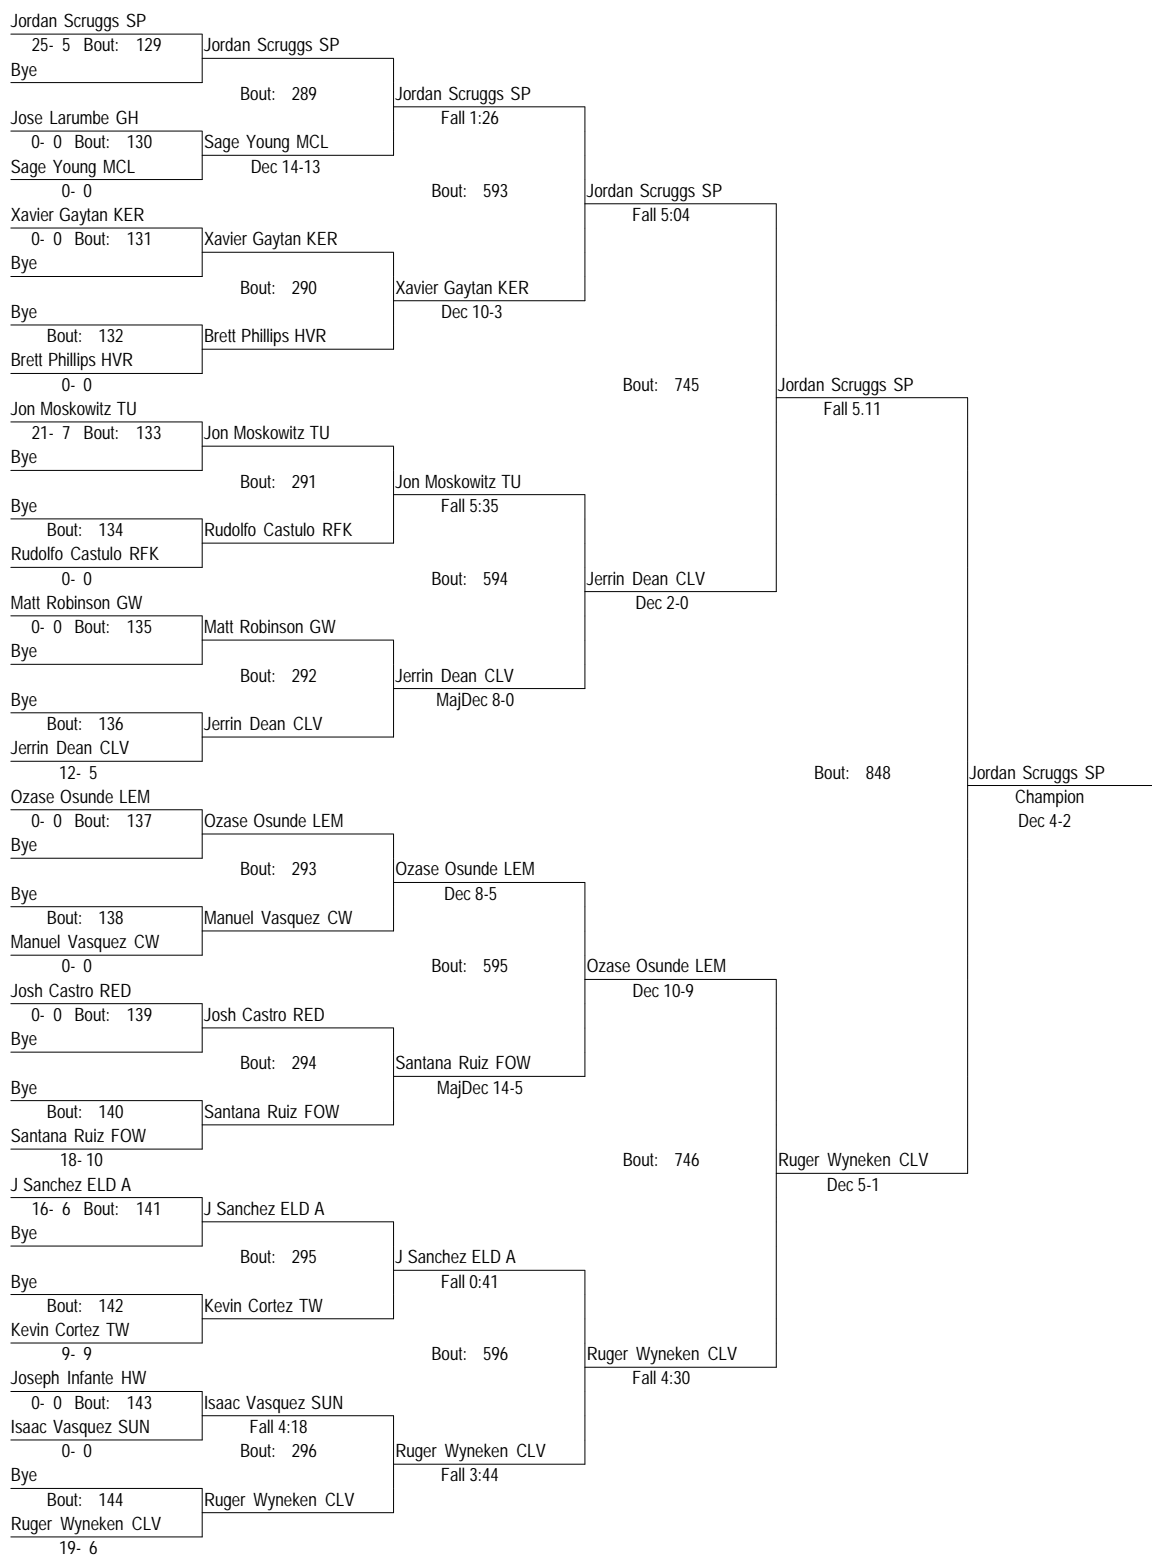 Jordan Scruggs SP
25- 5 Bout: 129
Jordan Scruggs SP
Bye
Bout: 289
Jordan Scruggs SP
Jose Larumbe GH
Fall 1:26
0- 0 Bout: 130
Sage Young MCL
Sage Young MCL
Dec 14-13
0- 0
Bout: 593
Jordan Scruggs SP
Xavier Gaytan KER
Fall 5:04
0- 0 Bout: 131
Xavier Gaytan KER
Bye
Bout: 290
Xavier Gaytan KER
Bye
Dec 10-3
Bout: 132
Brett Phillips HVR
Brett Phillips HVR
0- 0
Bout: 745
Jordan Scruggs SP
Jon Moskowitz TU
Fall 5.11
21- 7 Bout: 133
Jon Moskowitz TU
Bye
Bout: 291
Jon Moskowitz TU
Bye
Fall 5:35
Bout: 134
Rudolfo Castulo RFK
Rudolfo Castulo RFK
0- 0
Bout: 594
Jerrin Dean CLV
Matt Robinson GW
Dec 2-0
0- 0 Bout: 135
Matt Robinson GW
Bye
Bout: 292
Jerrin Dean CLV
Bye
MajDec 8-0
Bout: 136
Jerrin Dean CLV
Jerrin Dean CLV
12- 5
Bout: 848
Jordan Scruggs SP
Ozase Osunde LEM
Champion
0- 0 Bout: 137
Ozase Osunde LEM
Dec 4-2
Bye
Bout: 293
Ozase Osunde LEM
Bye
Dec 8-5
Bout: 138
Manuel Vasquez CW
Manuel Vasquez CW
0- 0
Bout: 595
Ozase Osunde LEM
Josh Castro RED
Dec 10-9
0- 0 Bout: 139
Josh Castro RED
Bye
Bout: 294
Santana Ruiz FOW
Bye
MajDec 14-5
Bout: 140
Santana Ruiz FOW
Santana Ruiz FOW
18- 10
Bout: 746
Ruger Wyneken CLV
J Sanchez ELD A
Dec 5-1
16- 6 Bout: 141
J Sanchez ELD A
Bye
Bout: 295
J Sanchez ELD A
Bye
Fall 0:41
Bout: 142
Kevin Cortez TW
Kevin Cortez TW
9- 9
Bout: 596
Ruger Wyneken CLV
Joseph Infante HW
Fall 4:30
0- 0 Bout: 143
Isaac Vasquez SUN
Isaac Vasquez SUN
Fall 4:18
0- 0
Bout: 296
Ruger Wyneken CLV
Bye
Fall 3:44
Bout: 144
Ruger Wyneken CLV
Ruger Wyneken CLV
19- 6